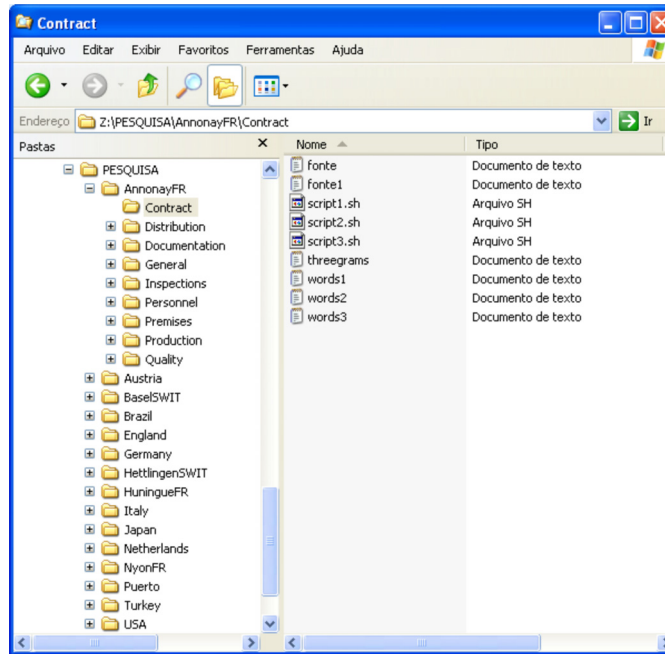 Contract
Arquivo Editar Exibir Favoritos Ferramentas Ajuda
Endereço Z:\PESQUISA\AnnonayFR\Contract Ir
Pastas
PESQUISA
AnnonayFR
Contract
Distribution
Documentation
General
Inspections
Personnel
Premises
Production
Quality
Austria
BaselSWIT
Brazil
England
Germany
HettlingenSWIT
HuningueFR
Italy
Japan
Netherlands
NyonFR
Puerto
Turkey
USA
Nome Tipo
fonte Documento de texto
fonte1 Documento de texto
script1.sh Arquivo SH
script2.sh Arquivo SH
script3.sh Arquivo SH
threegrams Documento de texto
words1 Documento de texto
words2 Documento de texto
words3 Documento de texto